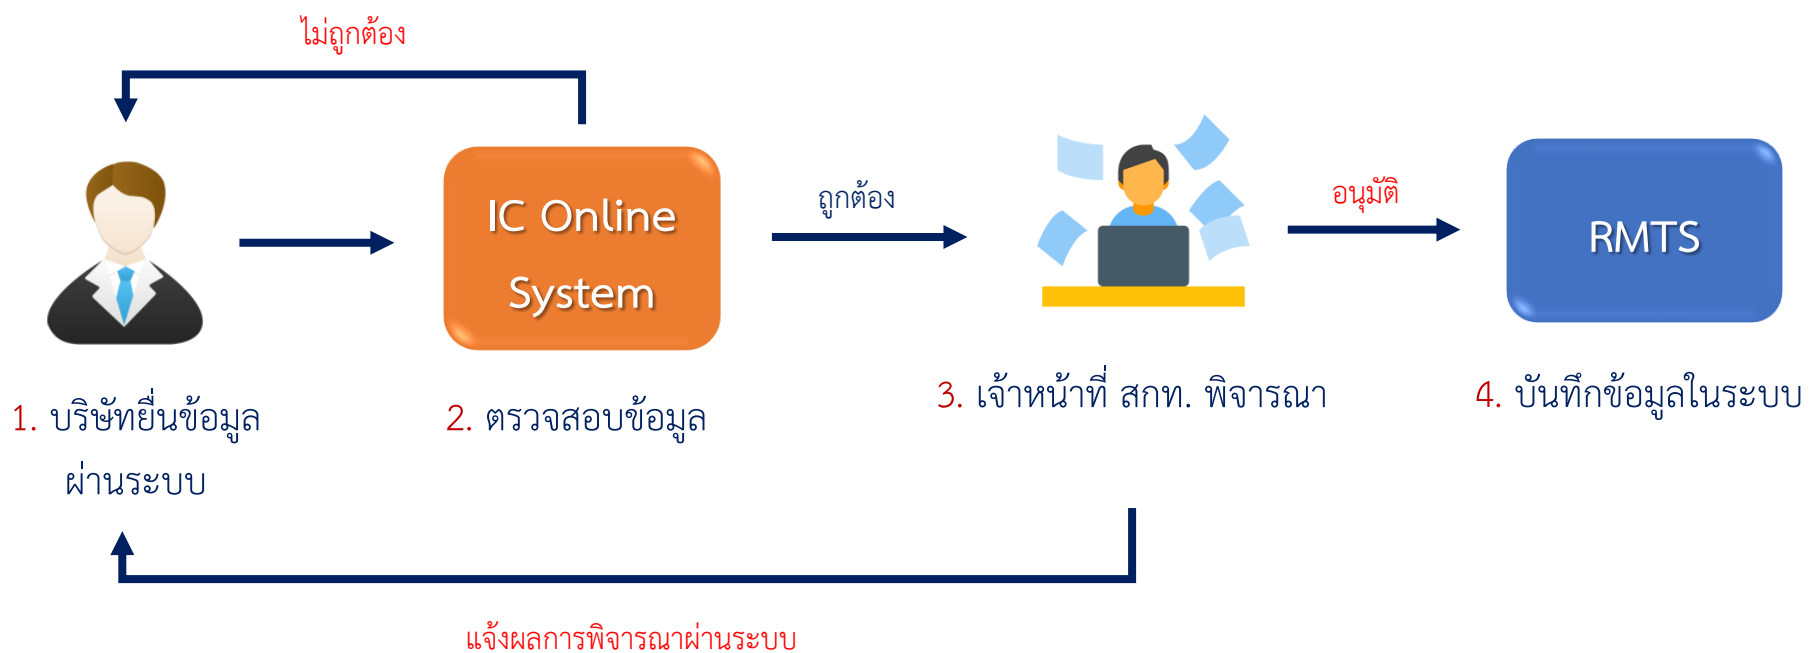 ไม่ถูกต้อง
IC Online
System
ถูกต้อง
อนุมัติ
RMTS
1. บริษัทยื่นข้อมูล
ผ่านระบบ
2. ตรวจสอบข้อมูล
3. เจ้าหน้าที่ สกท. พิจารณา
4. บันทึกข้อมูลในระบบ
แจ้งผลการพิจารณาผ่านระบบ